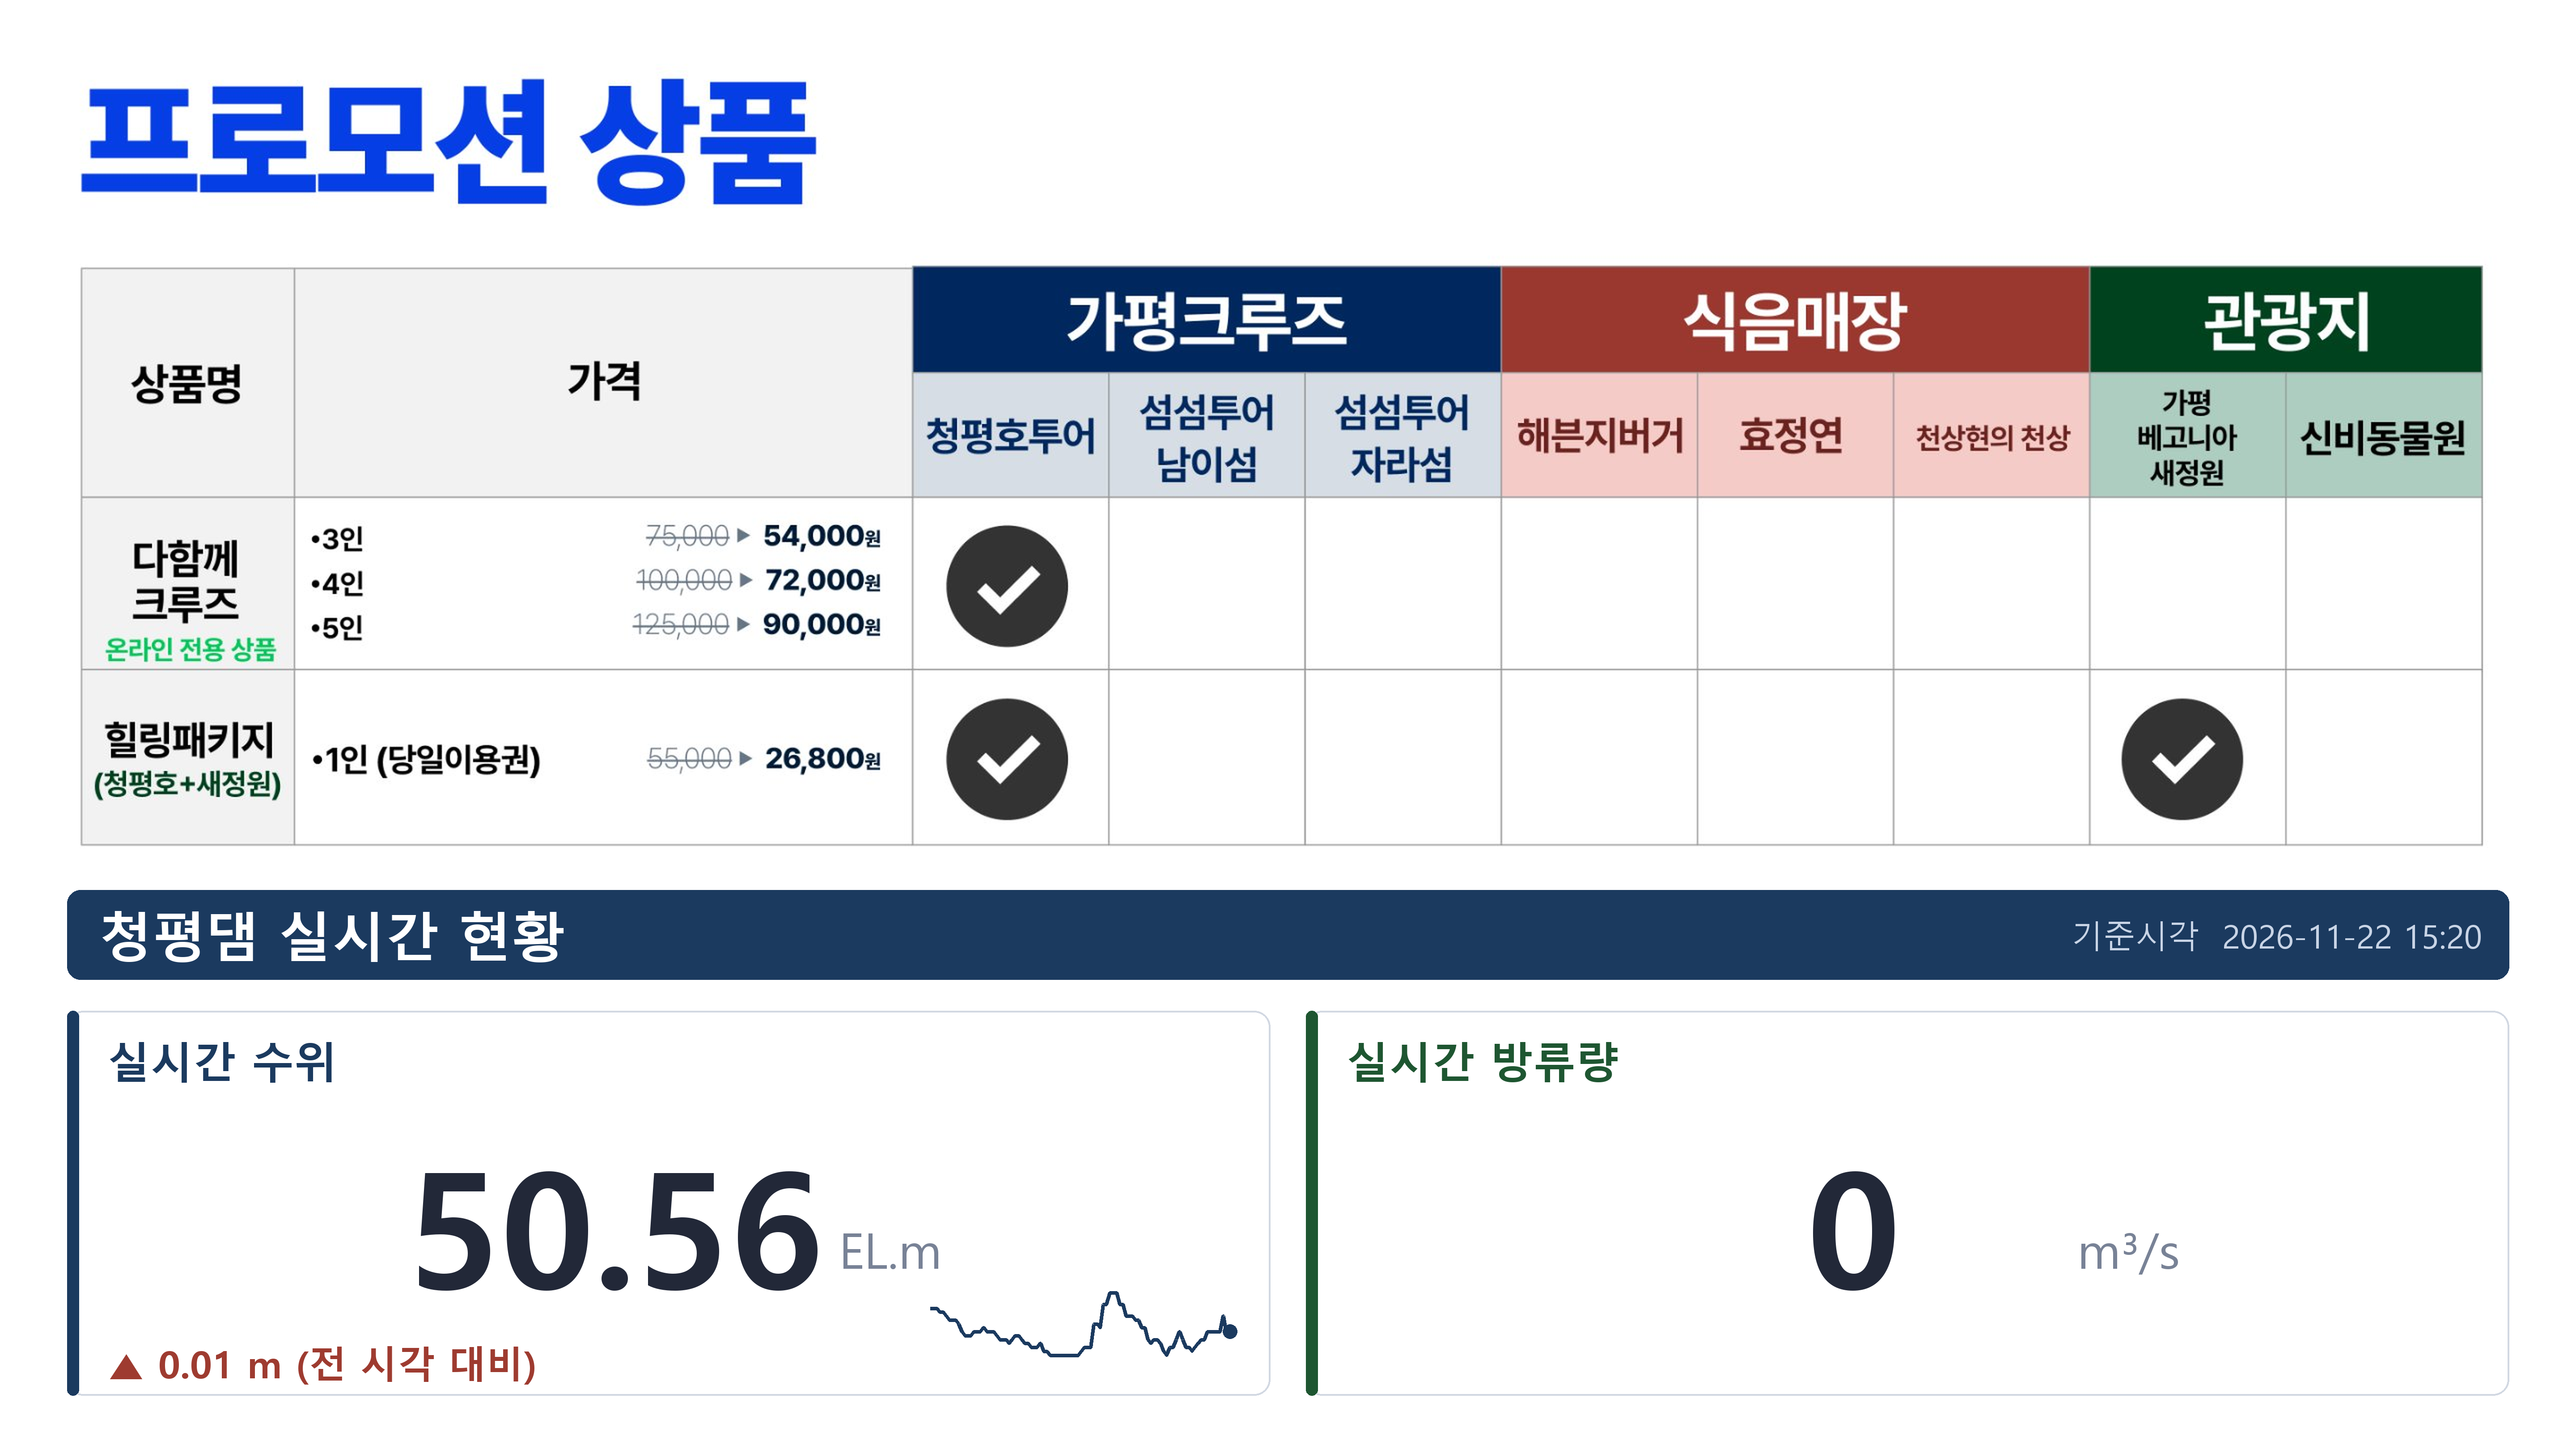 프로모션 상품
상품명
가격
가평크루즈
식음매장
관광지
청평호투어
섬섬투어
남이섬
섬섬투어
자라섬
해븐지버거
효정연
천상현의 천상
가평
베고니아
새정원
신비동물원
다함께
크루즈
온라인 전용 상품
•3인 75,000 ▶ 54,000원
•4인 100,000 ▶ 72,000원
•5인 125,000 ▶ 90,000원
힐링패키지
(청평호+새정원)
•1인 (당일이용권) 55,000 ▶ 26,800원
청평댐 실시간 현황
기준시각 2026-11-22 15:20
실시간 수위
50.56 EL.m
▲ 0.01 m (전 시각 대비)
실시간 방류량
0 m³/s